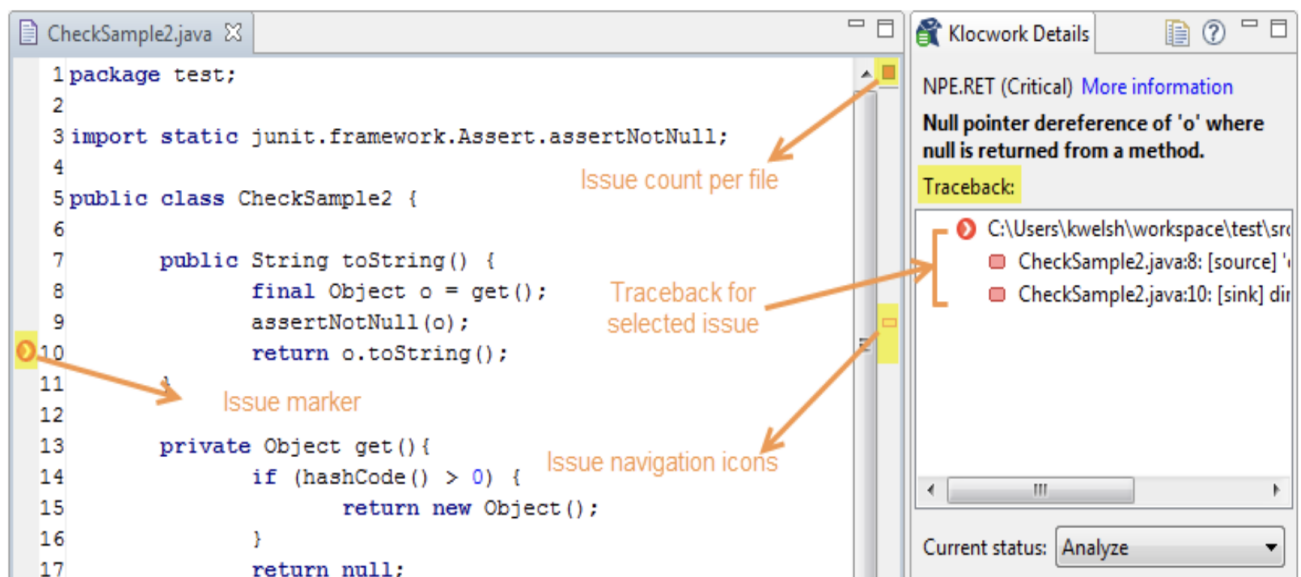 CheckSample2.java
1 package test;
2
3 import static junit.framework.Assert.assertNotNull;
4
5 public class CheckSample2 {
6
7 public String toString() {
8 final Object o = get();
9 assertNotNull(o);
10 return o.toString();
11 }
12
13 private Object get(){
14 if (hashCode() > 0) {
15 return new Object();
16 }
17 return null;
Issue count per file
Traceback for
selected issue
Issue marker
Issue navigation icons
Klocwork Details
NPE.RET (Critical) More information
Null pointer dereference of 'o' where
null is returned from a method.
Traceback:
C:\Users\kwelsh\workspace\test\src
CheckSample2.java:8: [source] '
CheckSample2.java:10: [sink] dir
Current status: Analyze